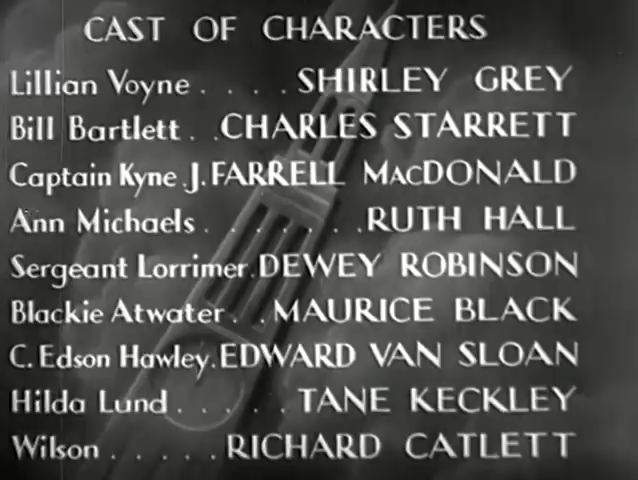 CAST OF CHARACTERS
Lillian Voyne . . . . SHIRLEY GREY
Bill Bartlett . . CHARLES STARRETT
Captain Kyne . J. FARRELL MACDONALD
Ann Michaels . . . . . . . RUTH HALL
Sergeant Lorrimer . DEWEY ROBINSON
Blackie Atwater . . MAURICE BLACK
C. Edson Hawley . EDWARD VAN SLOAN
Hilda Lund . . . . . TANE KECKLEY
Wilson . . . . . RICHARD CATLETT